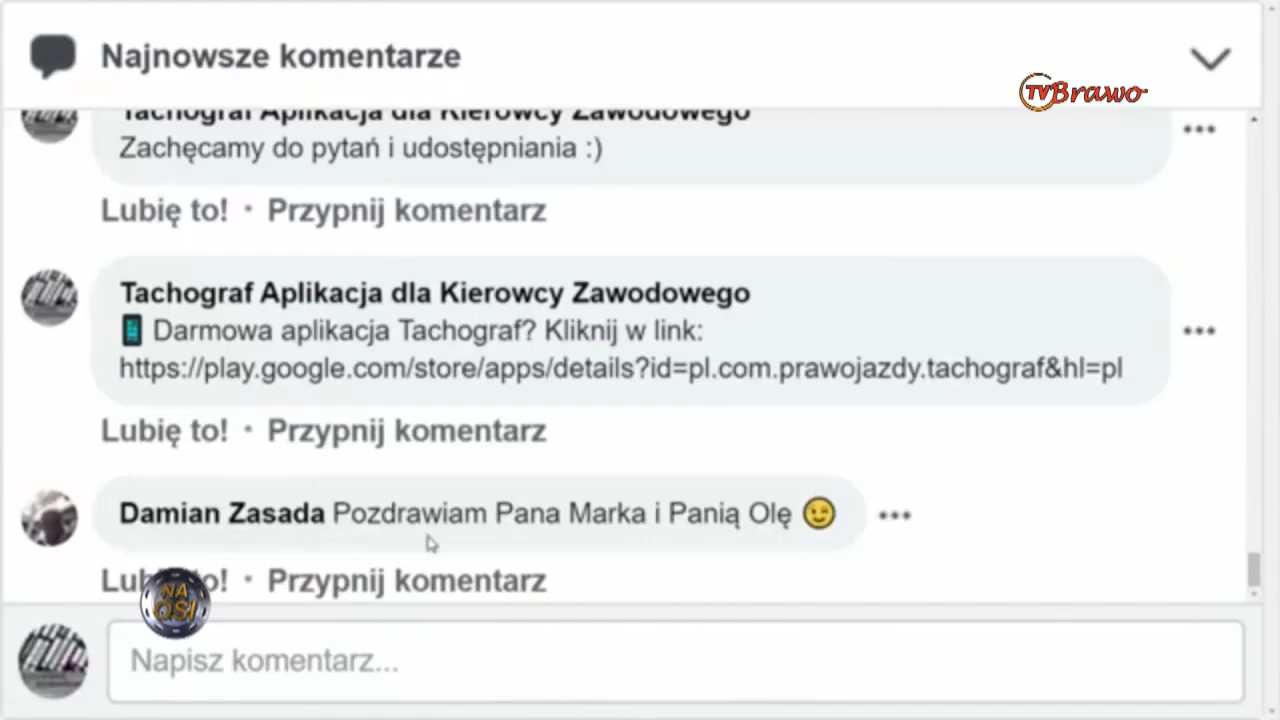 Najnowsze komentarze
TVBrawo
Tachograf Aplikacja dla Kierowcy Zawodowego
Zachęcamy do pytań i udostępniania :)
Lubię to! · Przypnij komentarz
Tachograf Aplikacja dla Kierowcy Zawodowego
Darmowa aplikacja Tachograf? Kliknij w link:
https://play.google.com/store/apps/details?id=pl.com.prawojazdy.tachograf&hl=pl
Lubię to! · Przypnij komentarz
Damian Zasada Pozdrawiam Pana Marka i Panią Olę 😉
Lubię to! · Przypnij komentarz
NA
OSI
Napisz komentarz...